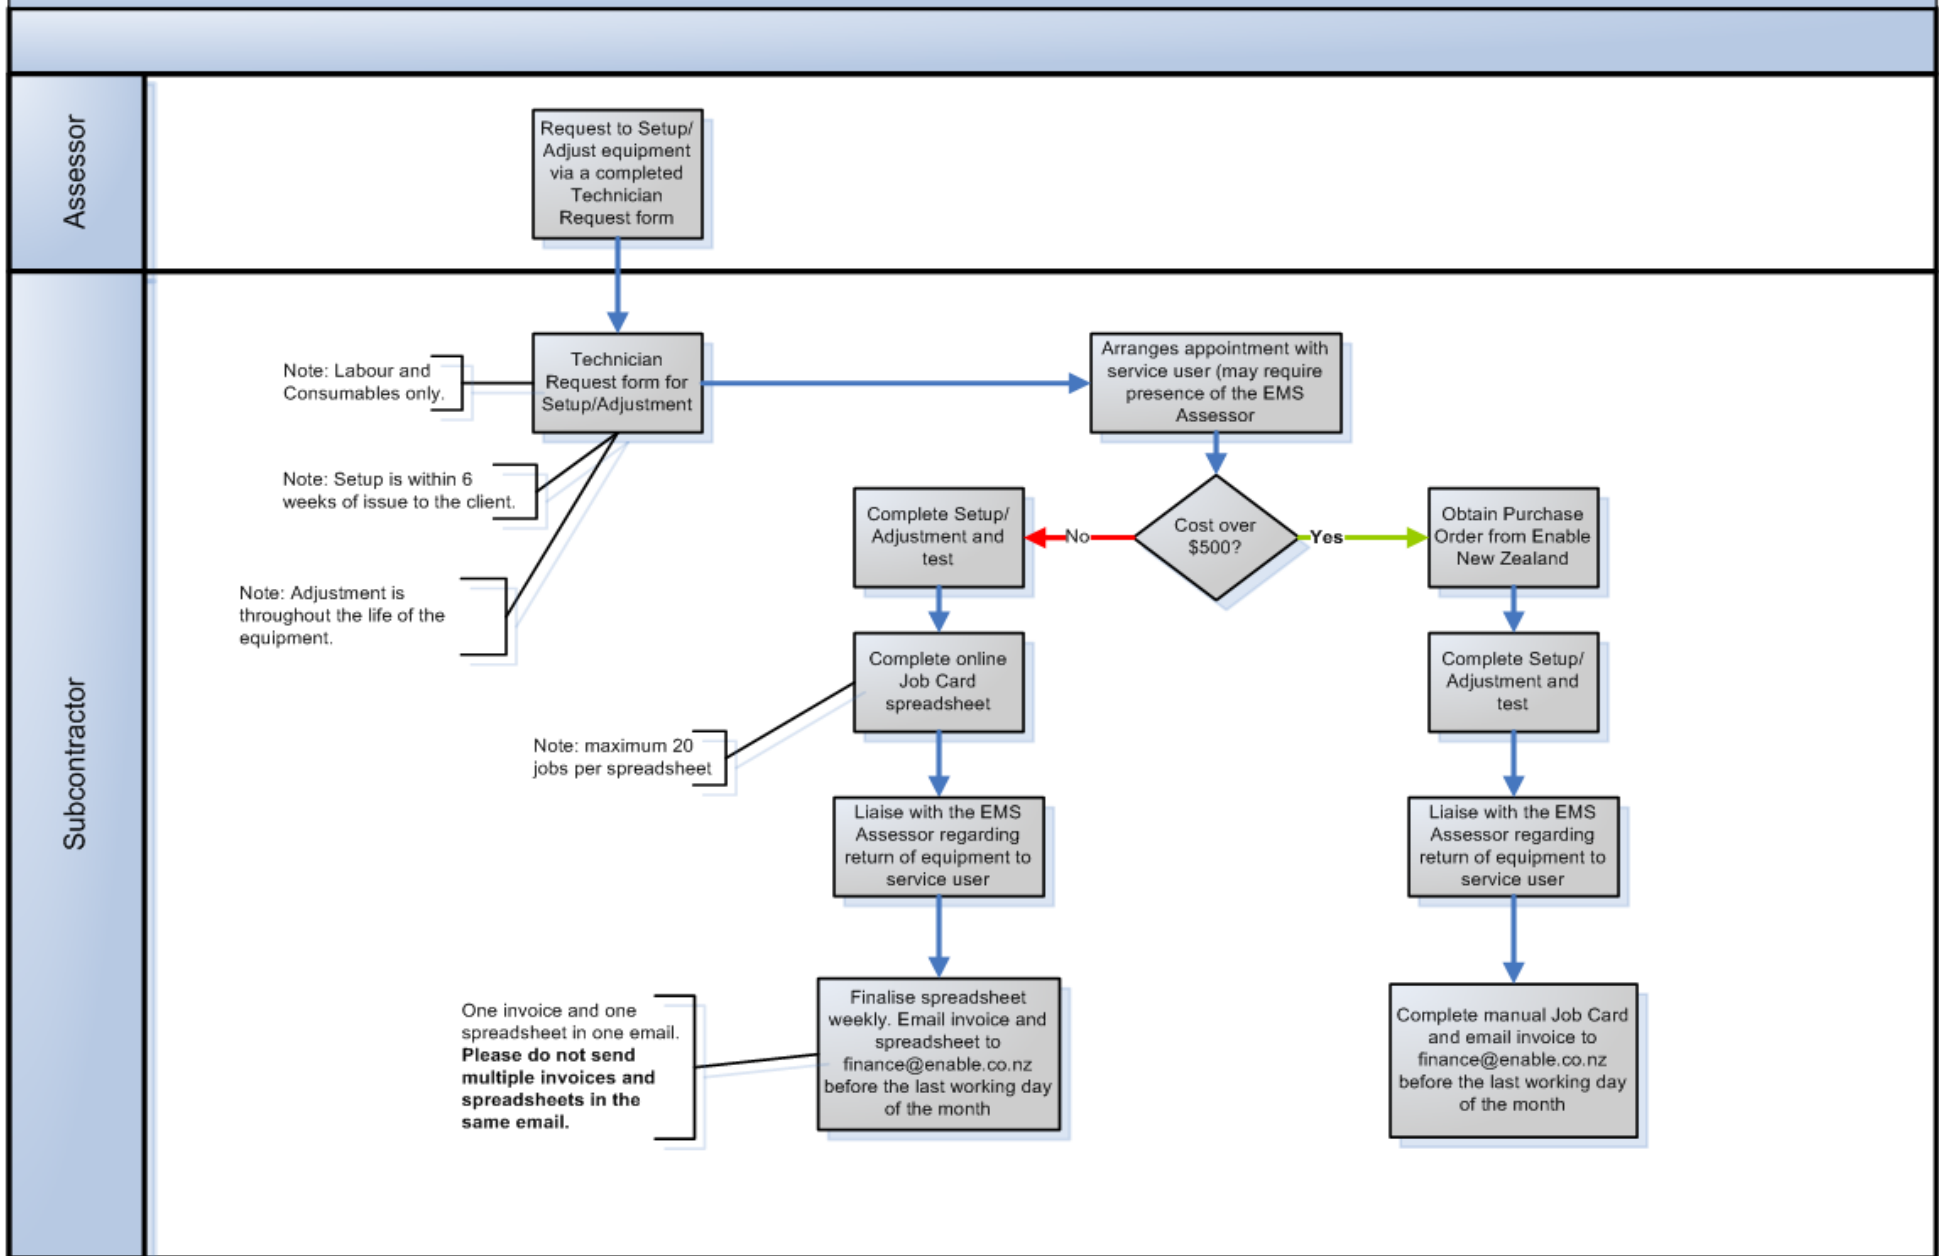 Assessor
Request to Setup/
Adjust equipment
via a completed
Technician
Request form
Subcontractor
Note: Labour and
Consumables only.
Technician
Request form for
Setup/Adjustment
Arranges appointment with
service user (may require
presence of the EMS
Assessor
Note: Setup is within 6
weeks of issue to the client.
Note: Adjustment is
throughout the life of the
equipment.
Cost over
$500?
No
Yes
Complete Setup/
Adjustment and
test
Obtain Purchase
Order from Enable
New Zealand
Complete online
Job Card
spreadsheet
Complete Setup/
Adjustment and
test
Note: maximum 20
jobs per spreadsheet
Liaise with the EMS
Assessor regarding
return of equipment to
service user
Liaise with the EMS
Assessor regarding
return of equipment to
service user
One invoice and one
spreadsheet in one email.
Please do not send
multiple invoices and
spreadsheets in the
same email.
Finalise spreadsheet
weekly. Email invoice and
spreadsheet to
finance@enable.co.nz
before the last working day
of the month
Complete manual Job Card
and email invoice to
finance@enable.co.nz
before the last working day
of the month